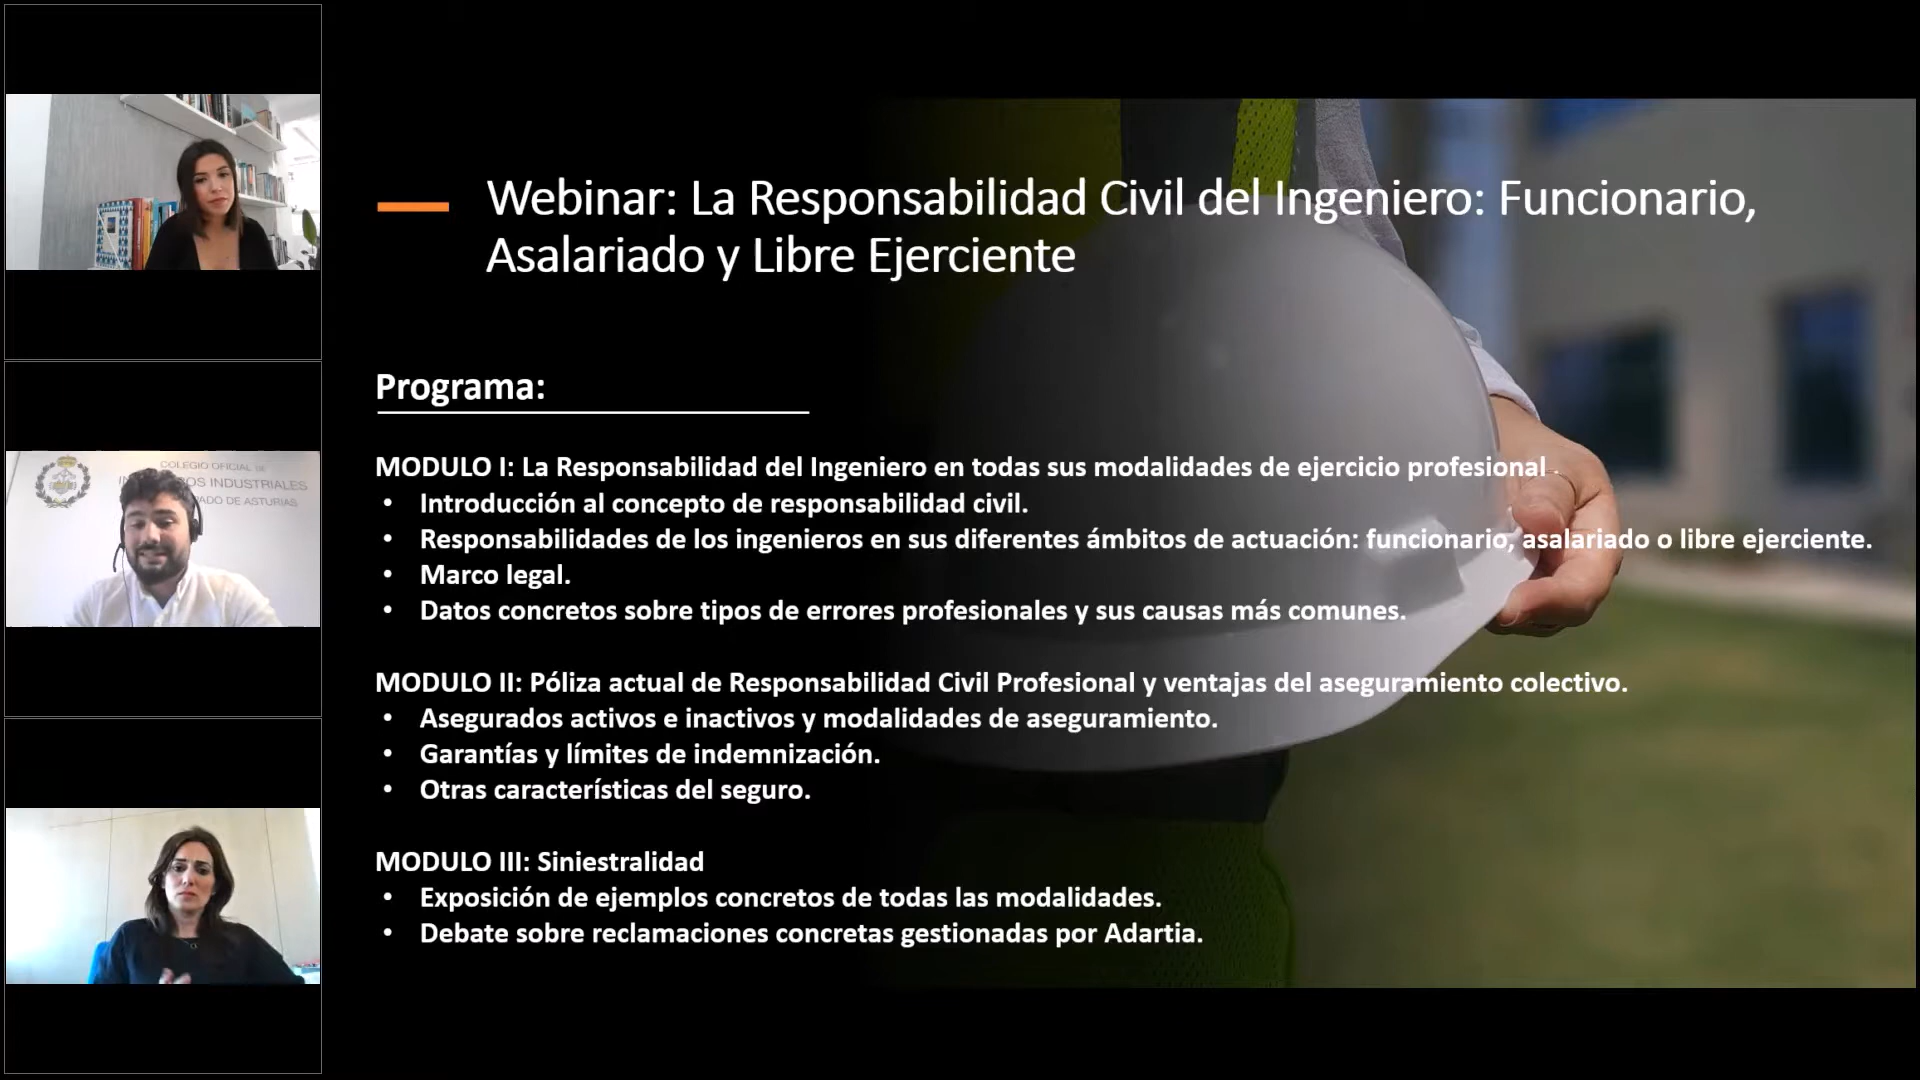 Webinar: La Responsabilidad Civil del Ingeniero: Funcionario,
Asalariado y Libre Ejerciente
Programa:
MODULO I: La Responsabilidad del Ingeniero en todas sus modalidades de ejercicio profesional .
• Introducción al concepto de responsabilidad civil.
• Responsabilidades de los ingenieros en sus diferentes ámbitos de actuación: funcionario, asalariado o libre ejerciente.
• Marco legal.
• Datos concretos sobre tipos de errores profesionales y sus causas más comunes.
MODULO II: Póliza actual de Responsabilidad Civil Profesional y ventajas del aseguramiento colectivo.
• Asegurados activos e inactivos y modalidades de aseguramiento.
• Garantías y límites de indemnización.
• Otras características del seguro.
MODULO III: Siniestralidad
• Exposición de ejemplos concretos de todas las modalidades.
• Debate sobre reclamaciones concretas gestionadas por Adartia.
COLEGIO OFICIAL DE
INDUSTRIALES
DE ASTURIAS